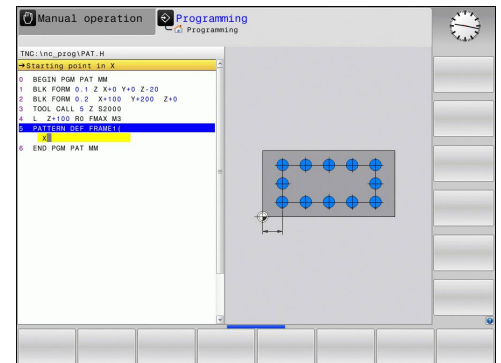 Manual operation
Programming
Programming
TNC:\nc_prog\PAT.H
→Starting point in X
0 BEGIN PGM PAT MM
1 BLK FORM 0.1 Z X+0 Y+0 Z-20
2 BLK FORM 0.2 X+100 Y+200 Z+0
3 TOOL CALL 5 Z S2000
4 L Z+100 R0 FMAX M3
5 PATTERN DEF FRAME1(
X
6 END PGM PAT MM